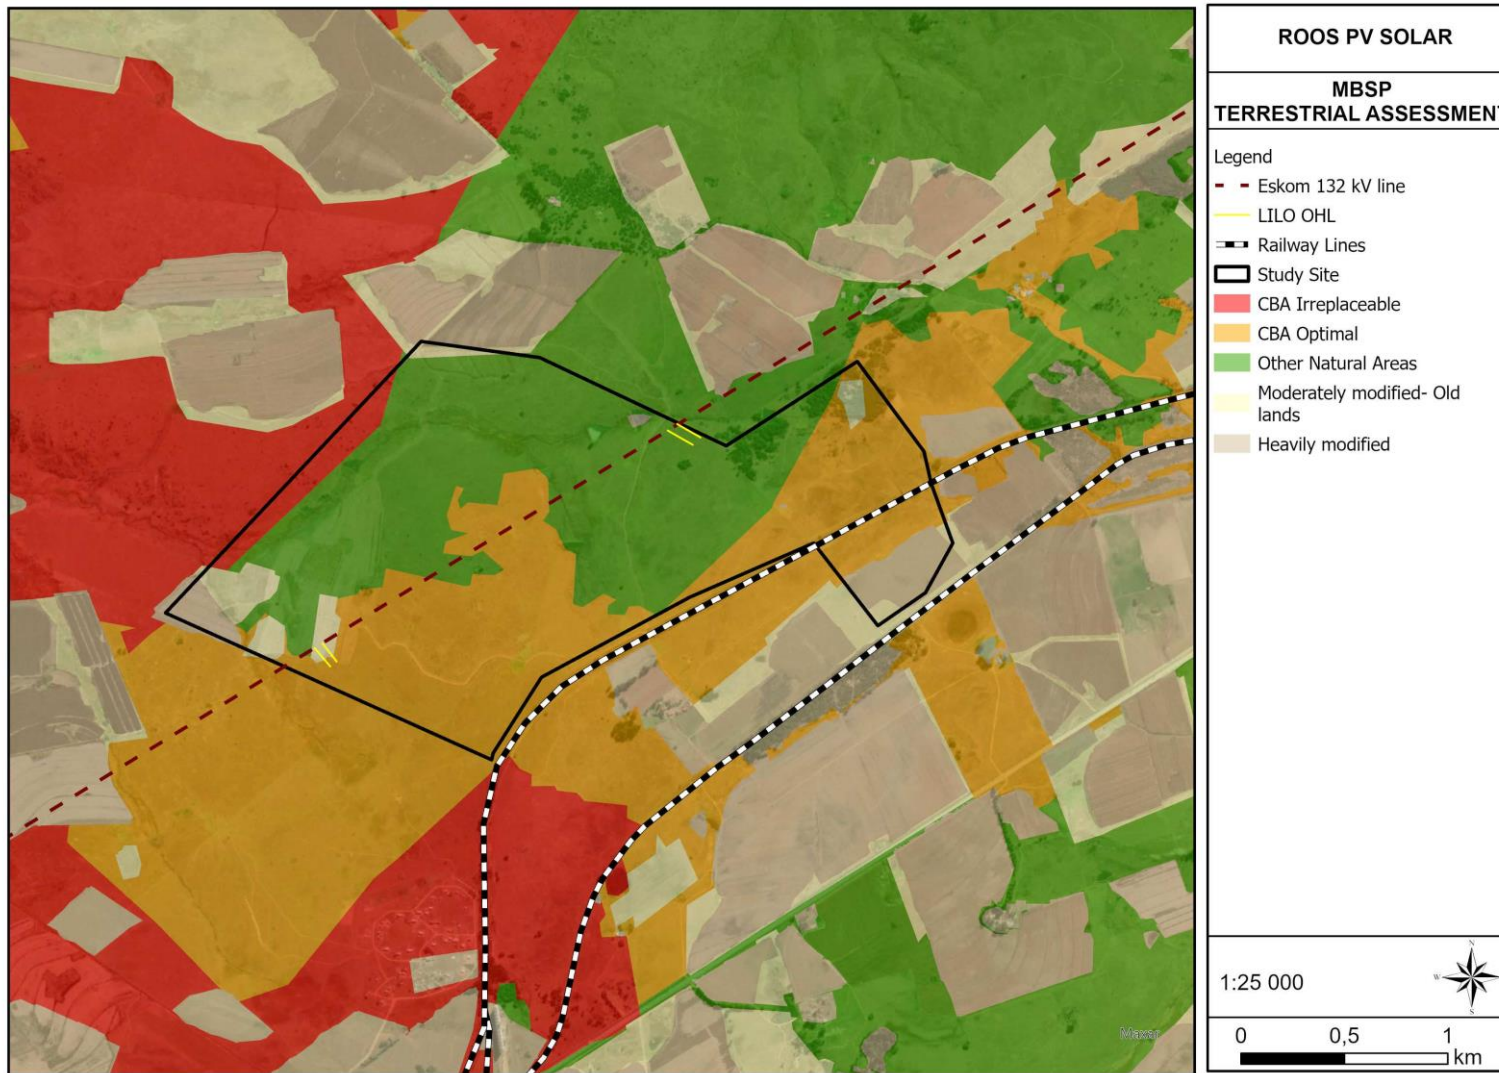 ROOS PV SOLAR
MBSP
TERRESTRIAL ASSESSMENT
Legend
Eskom 132 kV line
LILO OHL
Railway Lines
Study Site
CBA Irreplaceable
CBA Optimal
Other Natural Areas
Moderately modified- Old
lands
Heavily modified
1:25 000
N
W
S
0 0,5 1
km
Maxar